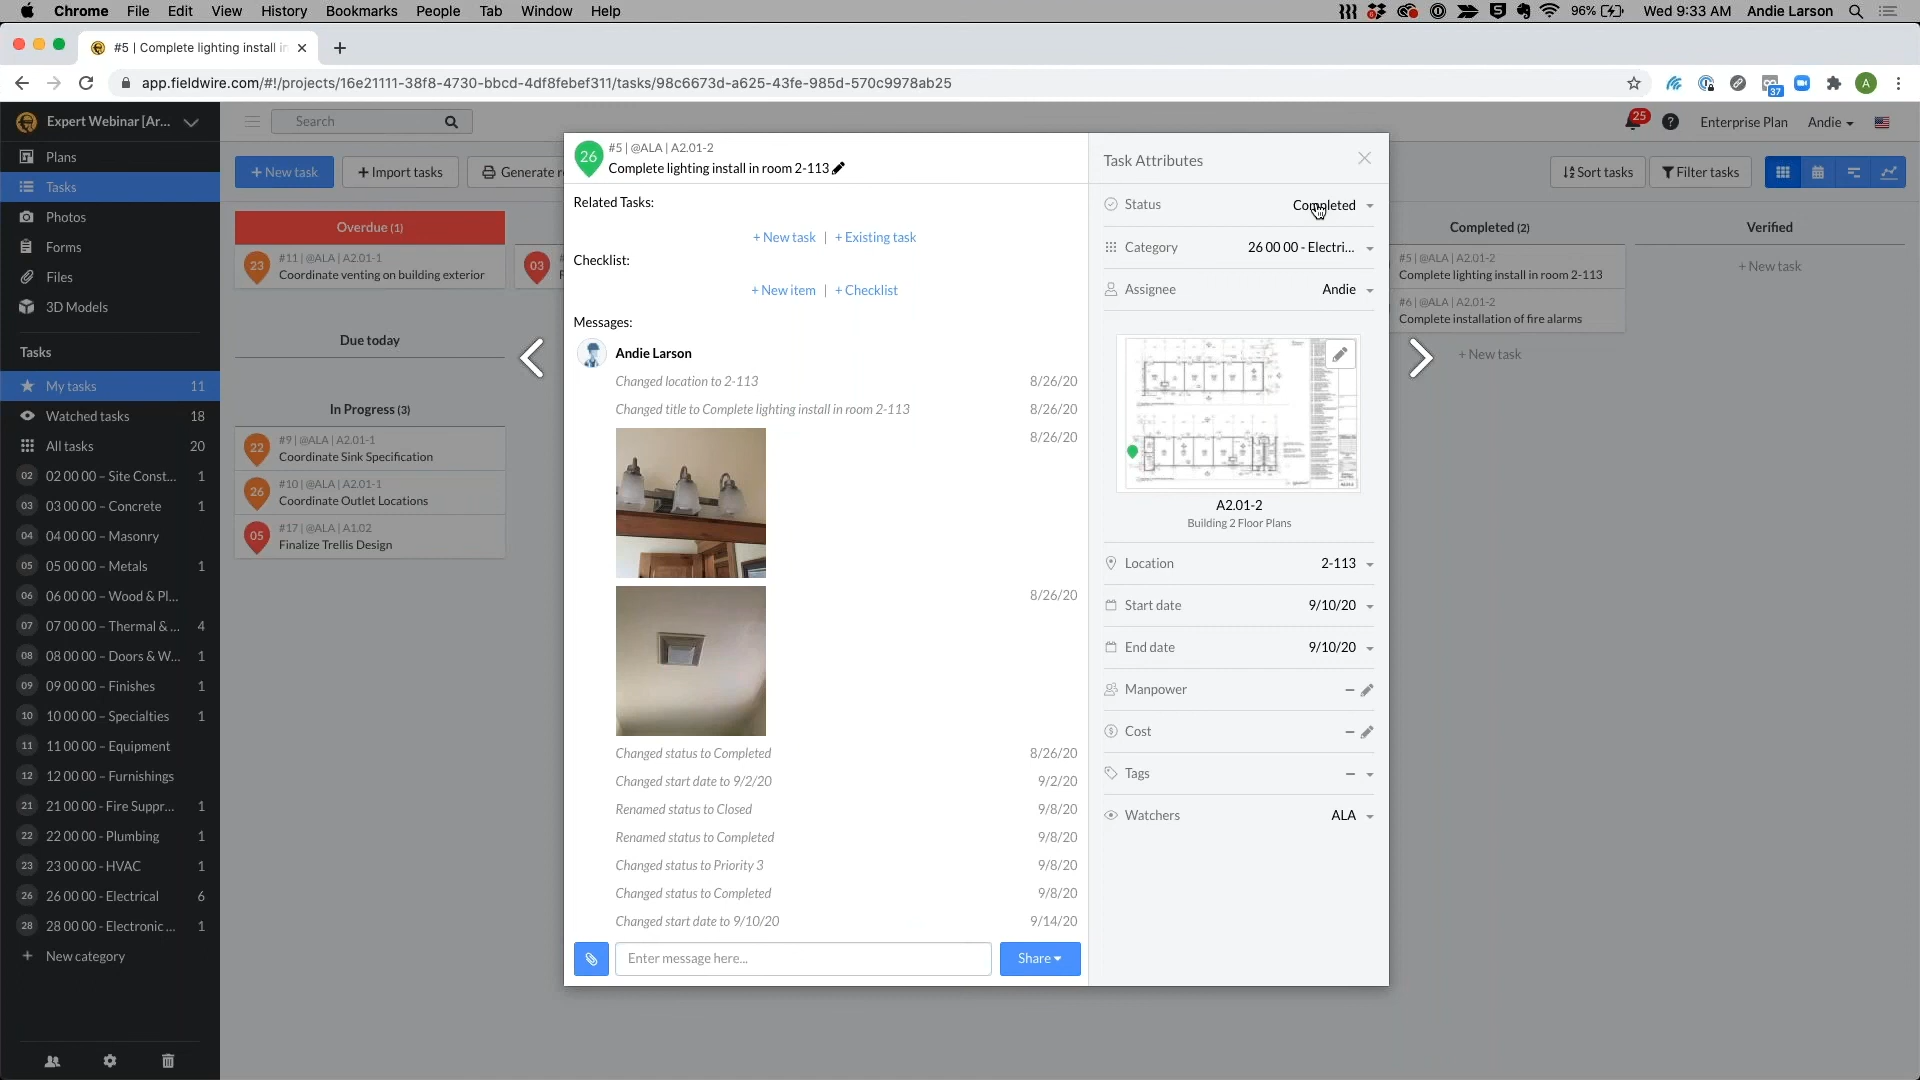 Chrome File Edit View History Bookmarks People Tab Window Help
96% Wed 9:33 AM Andie Larson
#5 | Complete lighting install in
app.fieldwire.com/#!/projects/16e21111-38f8-4730-bbcd-4df8febef311/tasks/98c6673d-a625-43fe-985d-570c9978ab25
37
A
Expert Webinar [Ar...
Search
25
Enterprise Plan
Andie
Plans
Tasks
Photos
Forms
Files
3D Models
Tasks
My tasks 11
Watched tasks 18
All tasks 20
02 02 00 00 – Site Const... 1
03 03 00 00 – Concrete 1
04 04 00 00 – Masonry
05 05 00 00 – Metals 1
06 06 00 00 – Wood & Pl...
07 07 00 00 – Thermal & ... 4
08 08 00 00 – Doors & W... 1
09 09 00 00 – Finishes 1
10 10 00 00 – Specialties 1
11 11 00 00 – Equipment
12 12 00 00 – Furnishings
21 21 00 00 - Fire Suppr... 1
22 22 00 00 - Plumbing 1
23 23 00 00 - HVAC 1
26 26 00 00 - Electrical 6
28 28 00 00 - Electronic ... 1
+ New category
+ New task
+ Import tasks
Generate r
Sort tasks
Filter tasks
Overdue (1)
23 #11 | @ALA | A2.01-1
Coordinate venting on building exterior
Due today
In Progress (3)
22 #9 | @ALA | A2.01-1
Coordinate Sink Specification
26 #10 | @ALA | A2.01-1
Coordinate Outlet Locations
05 #17 | @ALA | A1.02
Finalize Trellis Design
03
26
#5 | @ALA | A2.01-2
Complete lighting install in room 2-113
Related Tasks:
+ New task | + Existing task
Checklist:
+ New item | + Checklist
Messages:
Andie Larson
Changed location to 2-113 8/26/20
Changed title to Complete lighting install in room 2-113 8/26/20
8/26/20
8/26/20
Changed status to Completed 8/26/20
Changed start date to 9/2/20 9/2/20
Renamed status to Closed 9/8/20
Renamed status to Completed 9/8/20
Changed status to Priority 3 9/8/20
Changed status to Completed 9/8/20
Changed start date to 9/10/20 9/14/20
Enter message here...
Share
Task Attributes
Status Completed
Category 26 00 00 - Electri...
Assignee Andie
A2.01-2
Building 2 Floor Plans
Location 2-113
Start date 9/10/20
End date 9/10/20
Manpower –
Cost –
Tags –
Watchers ALA
Completed (2)
#5 | @ALA | A2.01-2
Complete lighting install in room 2-113
#6 | @ALA | A2.01-2
Complete installation of fire alarms
+ New task
Verified
+ New task